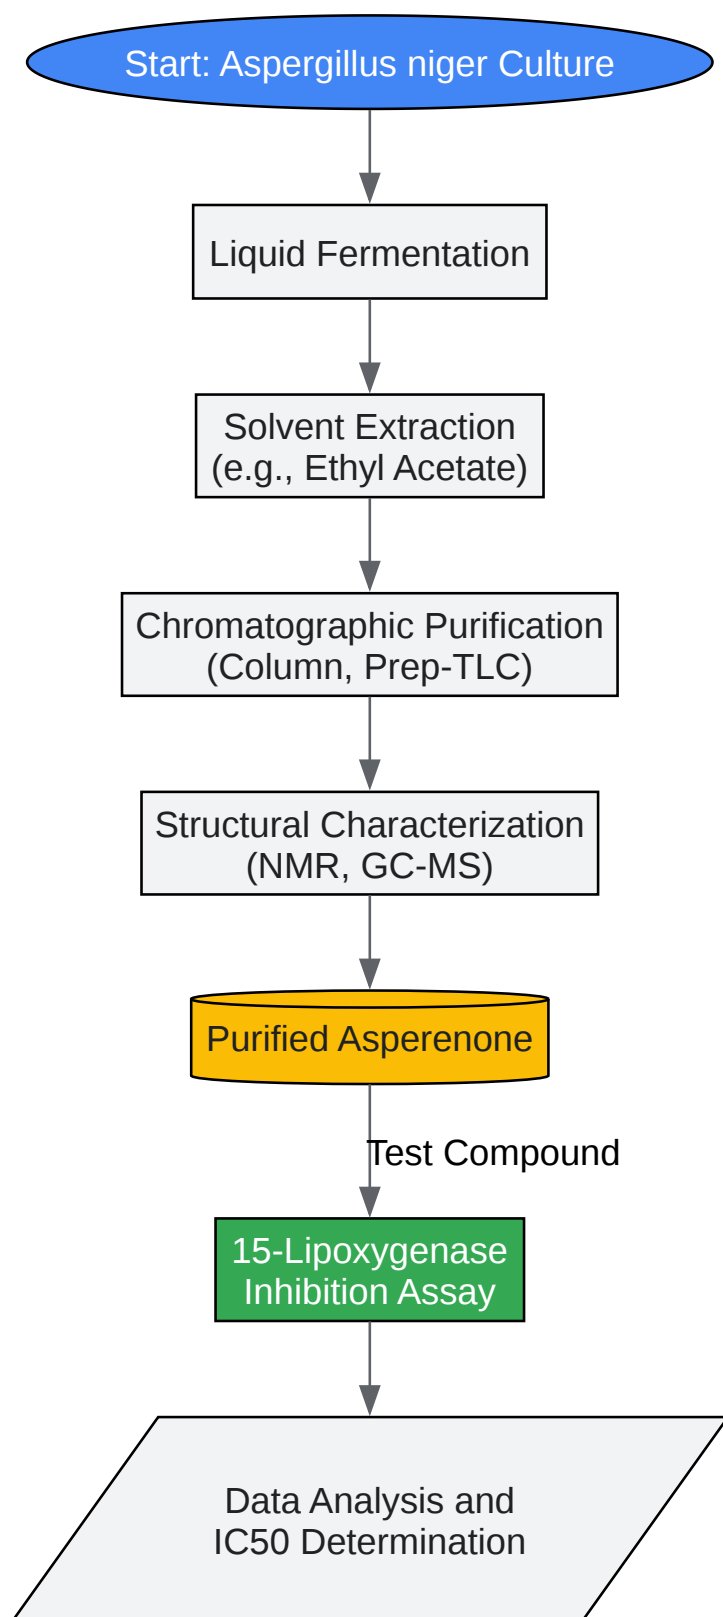 Start: Aspergillus niger Culture
Liquid Fermentation
Solvent Extraction
(e.g., Ethyl Acetate)
Chromatographic Purification
(Column, Prep-TLC)
Structural Characterization
(NMR, GC-MS)
Purified Asperenone
Test Compound
15-Lipoxygenase
Inhibition Assay
Data Analysis and
IC50 Determination